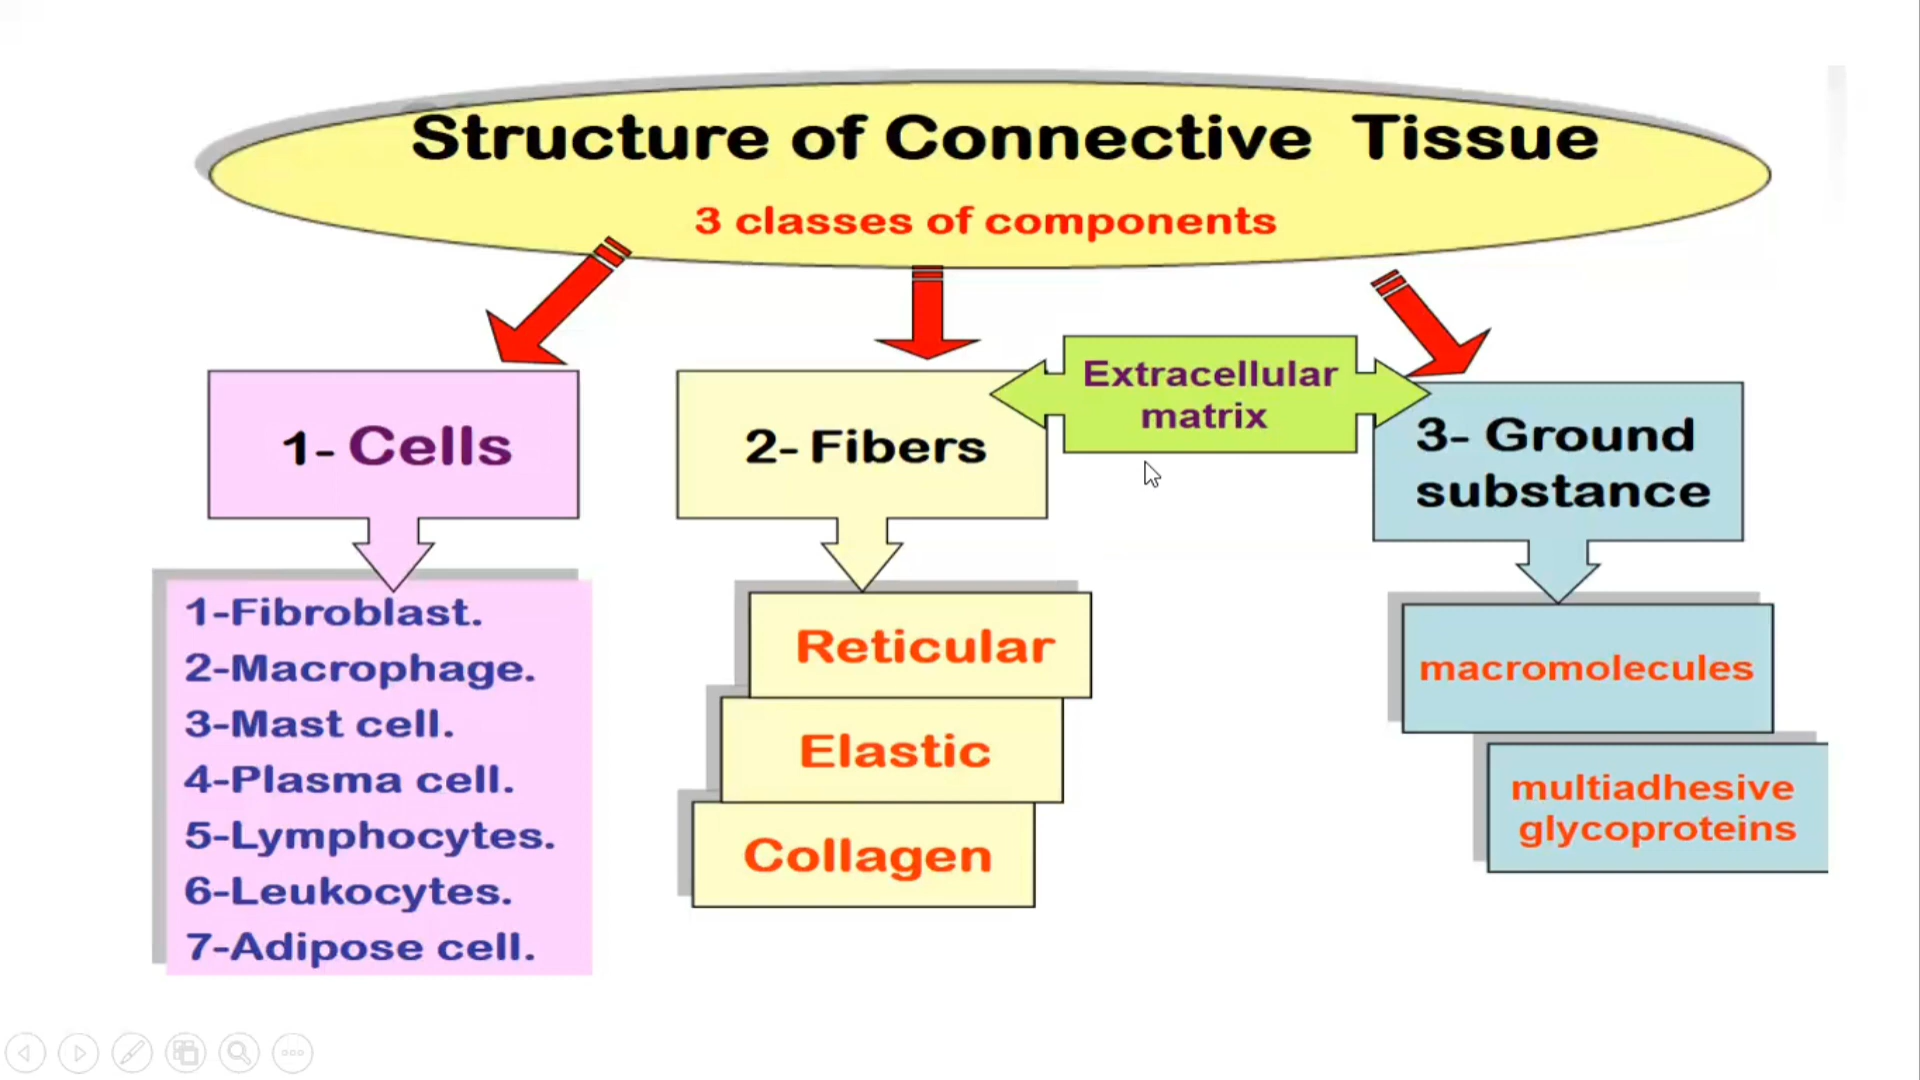 Structure of Connective Tissue
3 classes of components
1- Cells
2- Fibers
Extracellular
matrix
3- Ground
substance
1-Fibroblast.
2-Macrophage.
3-Mast cell.
4-Plasma cell.
5-Lymphocytes.
6-Leukocytes.
7-Adipose cell.
Reticular
Elastic
Collagen
macromolecules
multiadhesive
glycoproteins